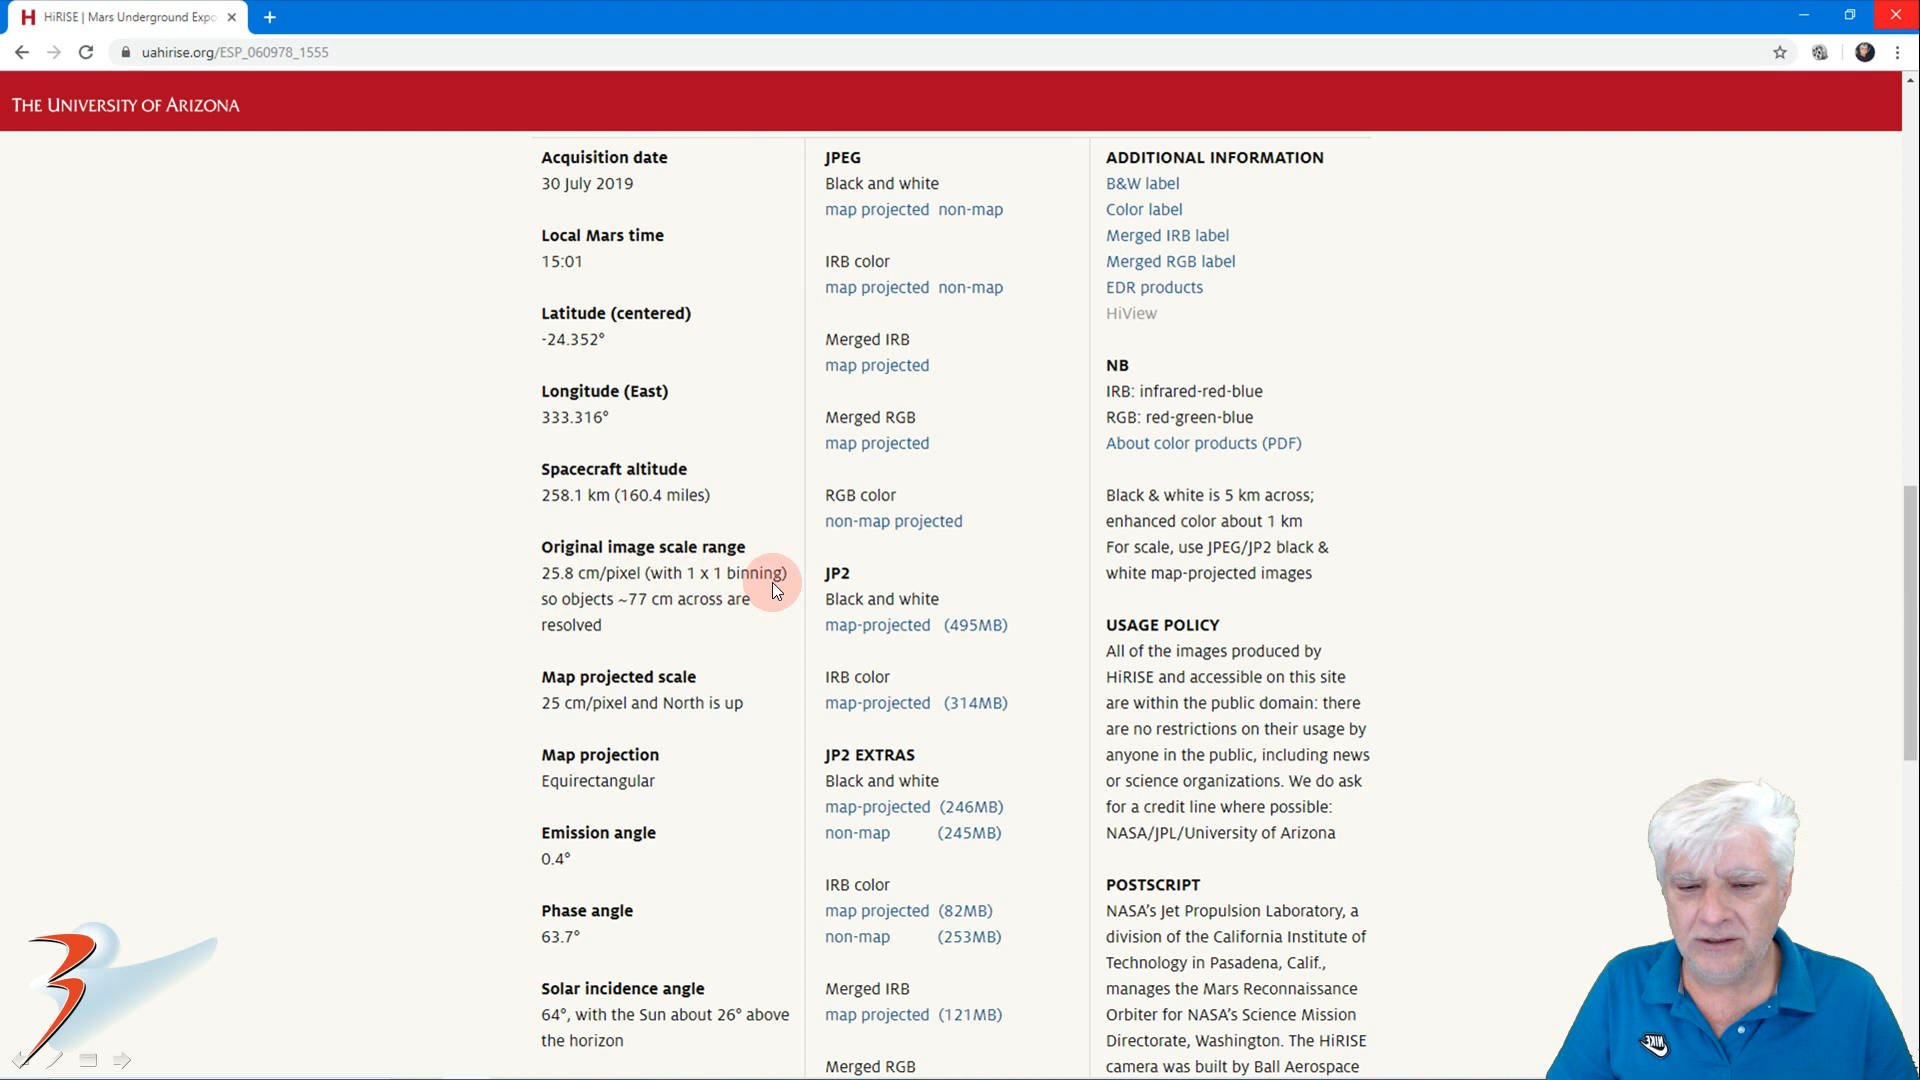 HiRISE | Mars Underground Expo
uahirise.org/ESP_060978_1555
THE UNIVERSITY OF ARIZONA
Acquisition date
30 July 2019
Local Mars time
15:01
Latitude (centered)
-24.352°
Longitude (East)
333.316°
Spacecraft altitude
258.1 km (160.4 miles)
Original image scale range
25.8 cm/pixel (with 1 x 1 binning)
so objects ~77 cm across are
resolved
Map projected scale
25 cm/pixel and North is up
Map projection
Equirectangular
Emission angle
0.4°
Phase angle
63.7°
Solar incidence angle
64°, with the Sun about 26° above
the horizon
JPEG
Black and white
map projected non-map
IRB color
map projected non-map
Merged IRB
map projected
Merged RGB
map projected
RGB color
non-map projected
JP2
Black and white
map-projected (495MB)
IRB color
map-projected (314MB)
JP2 EXTRAS
Black and white
map-projected (246MB)
non-map (245MB)
IRB color
map projected (82MB)
non-map (253MB)
Merged IRB
map projected (121MB)
Merged RGB
ADDITIONAL INFORMATION
B&W label
Color label
Merged IRB label
Merged RGB label
EDR products
HiView
NB
IRB: infrared-red-blue
RGB: red-green-blue
About color products (PDF)
Black & white is 5 km across;
enhanced color about 1 km
For scale, use JPEG/JP2 black &
white map-projected images
USAGE POLICY
All of the images produced by
HiRISE and accessible on this site
are within the public domain: there
are no restrictions on their usage by
anyone in the public, including news
or science organizations. We do ask
for a credit line where possible:
NASA/JPL/University of Arizona
POSTSCRIPT
NASA's Jet Propulsion Laboratory, a
division of the California Institute of
Technology in Pasadena, Calif.,
manages the Mars Reconnaissance
Orbiter for NASA's Science Mission
Directorate, Washington. The HiRISE
camera was built by Ball Aerospace
NIKE